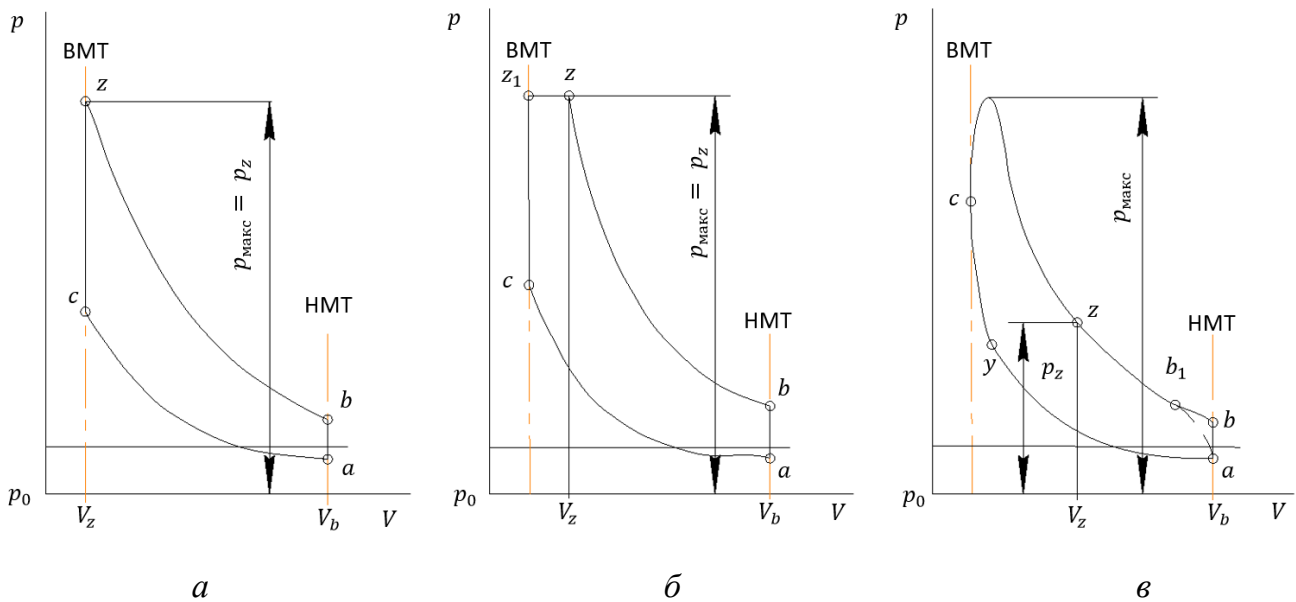 p
ВМТ
z
c
p_макс = p_z
НМТ
b
a
p_0
V_z
V_b
V
а
p
ВМТ
z_1
z
c
p_макс = p_z
НМТ
b
a
p_0
V_z
V_b
V
б
p
ВМТ
c
p_макс
z
НМТ
y
p_z
b_1
b
a
p_0
V_z
V_b
V
в